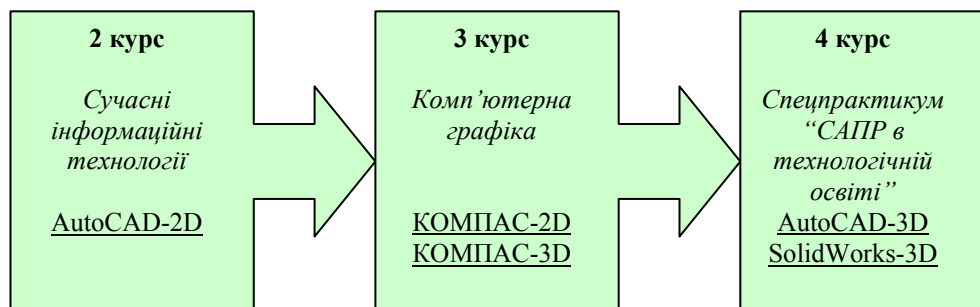 2 курс
Сучасні
інформаційні
технології
AutoCAD-2D
3 курс
Комп’ютерна
графіка
КОМПАС-2D
КОМПАС-3D
4 курс
Спецпрактикум
“САПР в
технологічній
освіті”
AutoCAD-3D
SolidWorks-3D